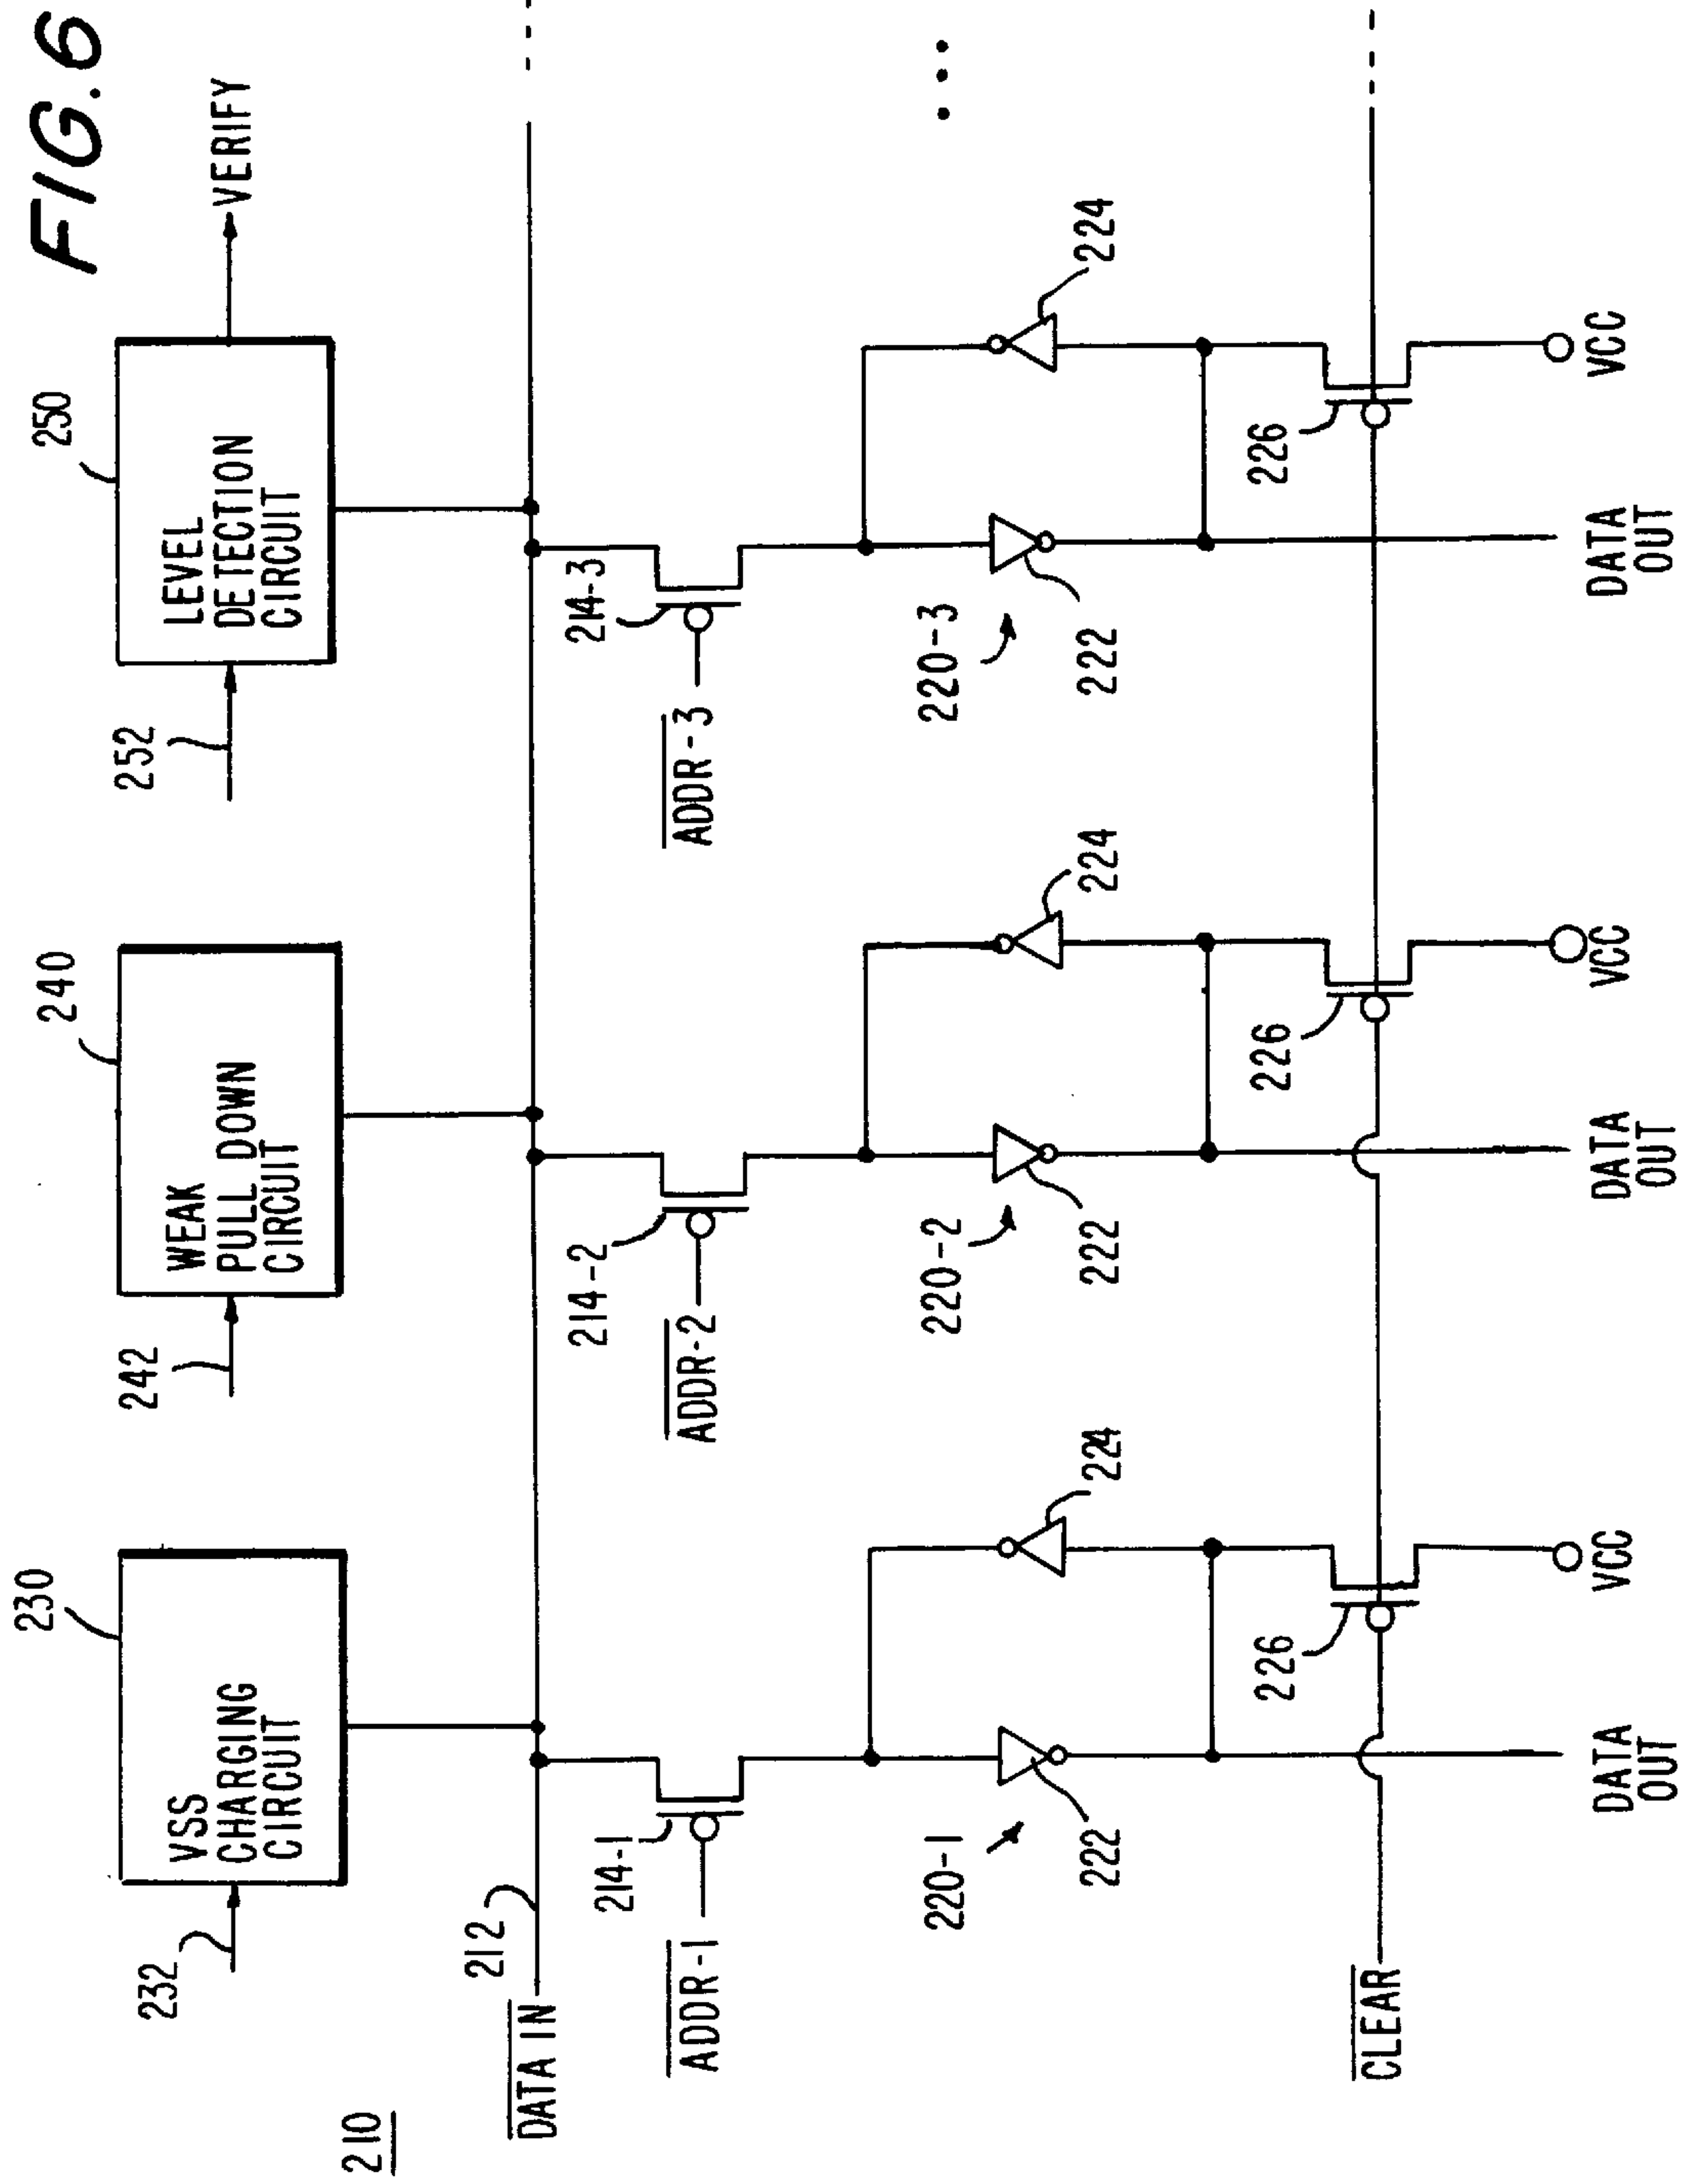 FIG. 6
230
240
250
VSS
CHARGING
CIRCUIT
WEAK
PULL DOWN
CIRCUIT
LEVEL
DETECTION
CIRCUIT
VERIFY
232
242
252
210
DATA IN
212
214-1
214-2
214-3
ADDR-1
ADDR-2
ADDR-3
220-1
222
224
220-2
222
224
220-3
222
224
226
226
226
CLEAR
DATA
OUT
VCC
DATA
OUT
VCC
DATA
OUT
VCC